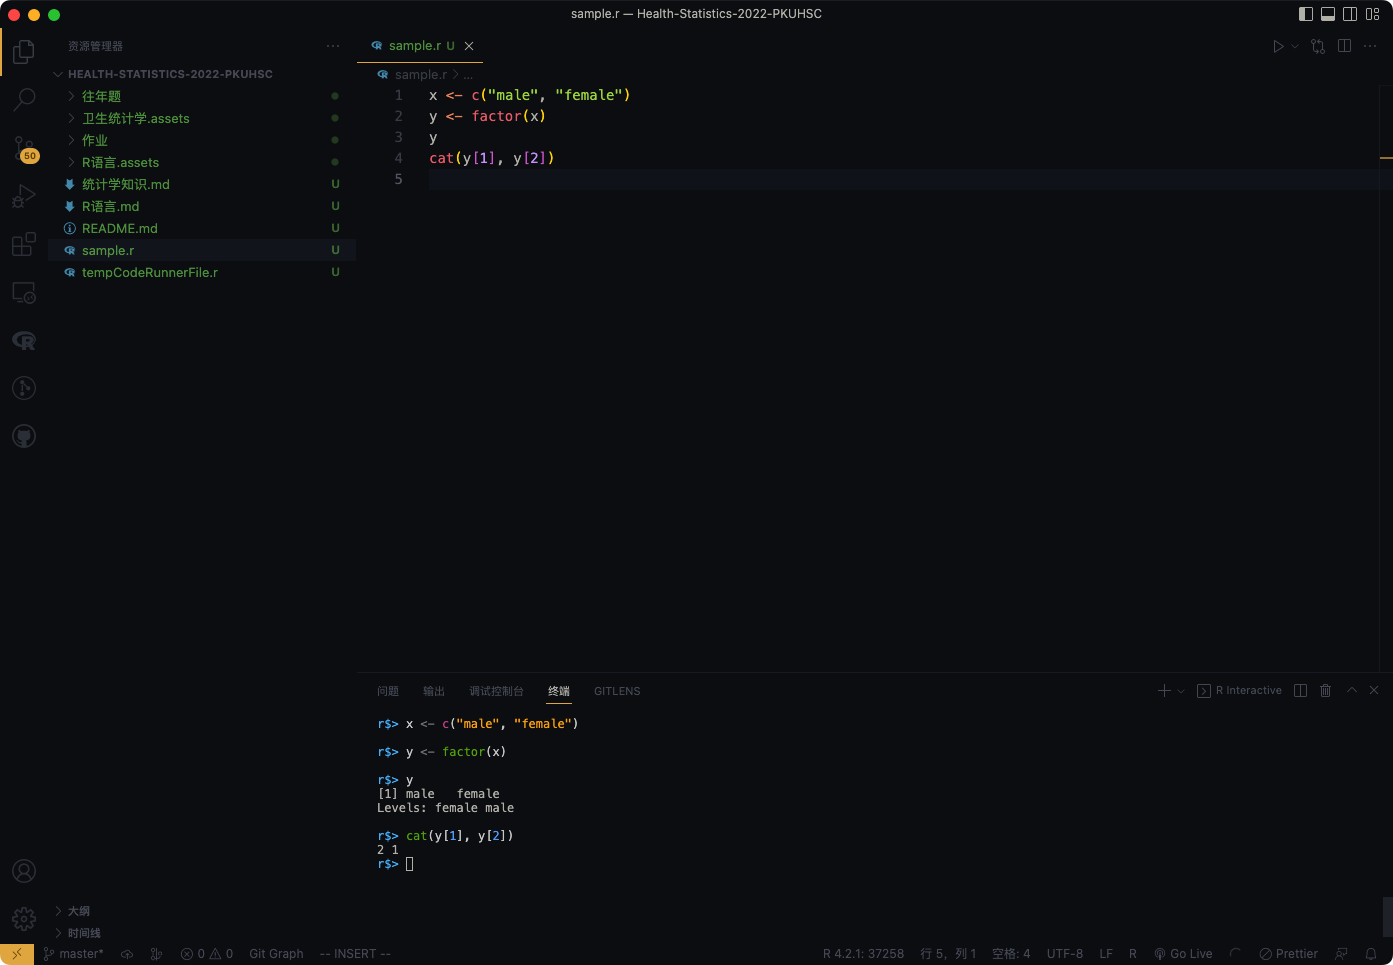 sample.r — Health-Statistics-2022-PKUHSC
资源管理器
HEALTH-STATISTICS-2022-PKUHSC
往年题
卫生统计学.assets
作业
R语言.assets
统计学知识.md U
R语言.md U
README.md U
sample.r U
tempCodeRunnerFile.r U
50
大纲
时间线
sample.r U
sample.r > ...
1 x <- c("male", "female")
2 y <- factor(x)
3 y
4 cat(y[1], y[2])
5
问题 输出 调试控制台 终端 GITLENS
R Interactive
r$> x <- c("male", "female")
r$> y <- factor(x)
r$> y
[1] male   female
Levels: female male
r$> cat(y[1], y[2])
2 1
r$>
master* 0 0 Git Graph -- INSERT -- R 4.2.1: 37258 行 5，列 1 空格: 4 UTF-8 LF R Go Live Prettier